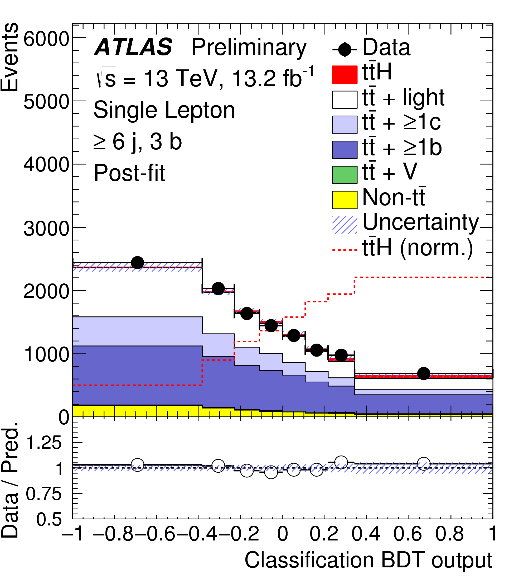 Events
6000
5000
4000
3000
2000
1000
0
ATLAS Preliminary
√s = 13 TeV, 13.2 fb⁻¹
Single Lepton
≥ 6 j, 3 b
Post-fit
Data
tt̄H
tt̄ + light
tt̄ + ≥1c
tt̄ + ≥1b
tt̄ + V
Non-tt̄
Uncertainty
tt̄H (norm.)
Data / Pred.
1.25
1
0.75
0.5
−1 −0.8 −0.6 −0.4 −0.2 0 0.2 0.4 0.6 0.8 1
Classification BDT output